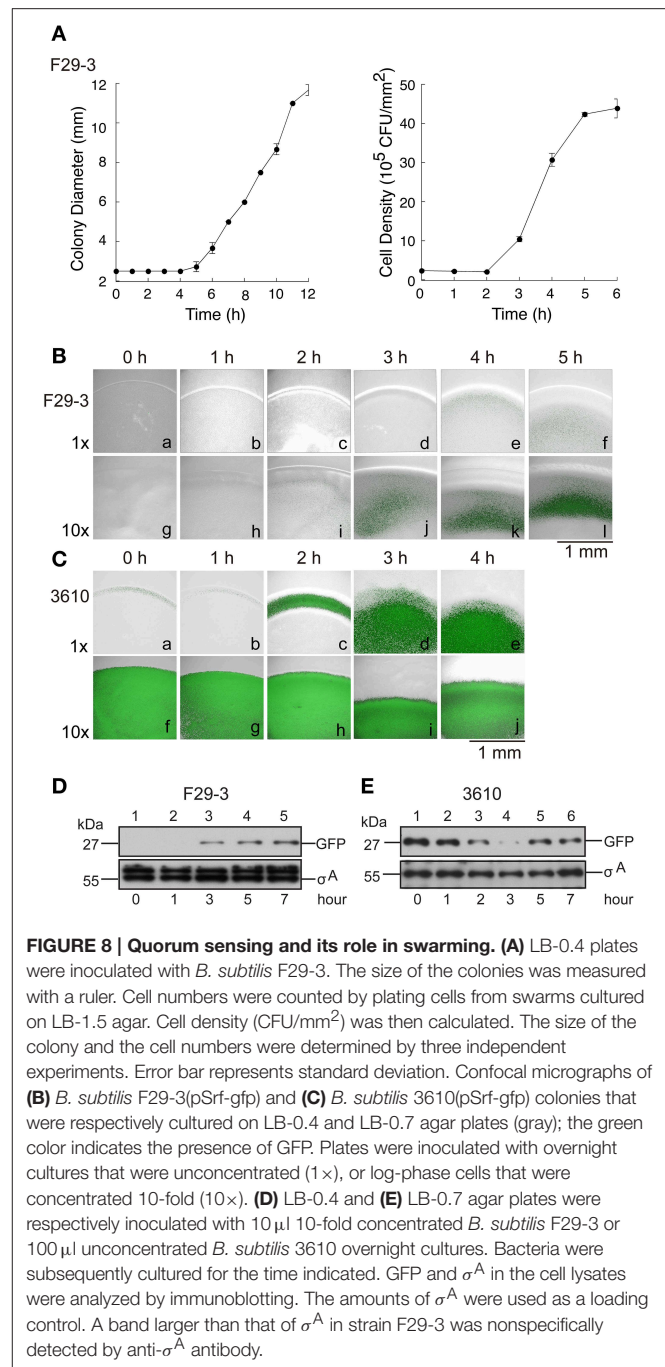 A
F29-3
12
10
8
6
4
2
Colony Diameter (mm)
0 2 4 6 8 10 12
Time (h)
50
40
30
20
10
0
Cell Density (10⁵ CFU/mm²)
0 1 2 3 4 5 6
Time (h)
B
0 h 1 h 2 h 3 h 4 h 5 h
F29-3
1x
a b c d e f
10x
g h i j k l
1 mm
C
0 h 1 h 2 h 3 h 4 h
3610
1x
a b c d e
10x
f g h i j
1 mm
D
F29-3
kDa
1 2 3 4 5
27 GFP
55 σᴬ
0 1 3 5 7 hour
E
3610
kDa
1 2 3 4 5 6
27 GFP
55 σᴬ
0 1 2 3 5 7 hour
FIGURE 8 | Quorum sensing and its role in swarming. (A) LB-0.4 plates
were inoculated with B. subtilis F29-3. The size of the colonies was measured
with a ruler. Cell numbers were counted by plating cells from swarms cultured
on LB-1.5 agar. Cell density (CFU/mm²) was then calculated. The size of the
colony and the cell numbers were determined by three independent
experiments. Error bar represents standard deviation. Confocal micrographs of
(B) B. subtilis F29-3(pSrf-gfp) and (C) B. subtilis 3610(pSrf-gfp) colonies that
were respectively cultured on LB-0.4 and LB-0.7 agar plates (gray); the green
color indicates the presence of GFP. Plates were inoculated with overnight
cultures that were unconcentrated (1×), or log-phase cells that were
concentrated 10-fold (10×). (D) LB-0.4 and (E) LB-0.7 agar plates were
respectively inoculated with 10 μl 10-fold concentrated B. subtilis F29-3 or
100 μl unconcentrated B. subtilis 3610 overnight cultures. Bacteria were
subsequently cultured for the time indicated. GFP and σᴬ in the cell lysates
were analyzed by immunoblotting. The amounts of σᴬ were used as a loading
control. A band larger than that of σᴬ in strain F29-3 was nonspecifically
detected by anti-σᴬ antibody.